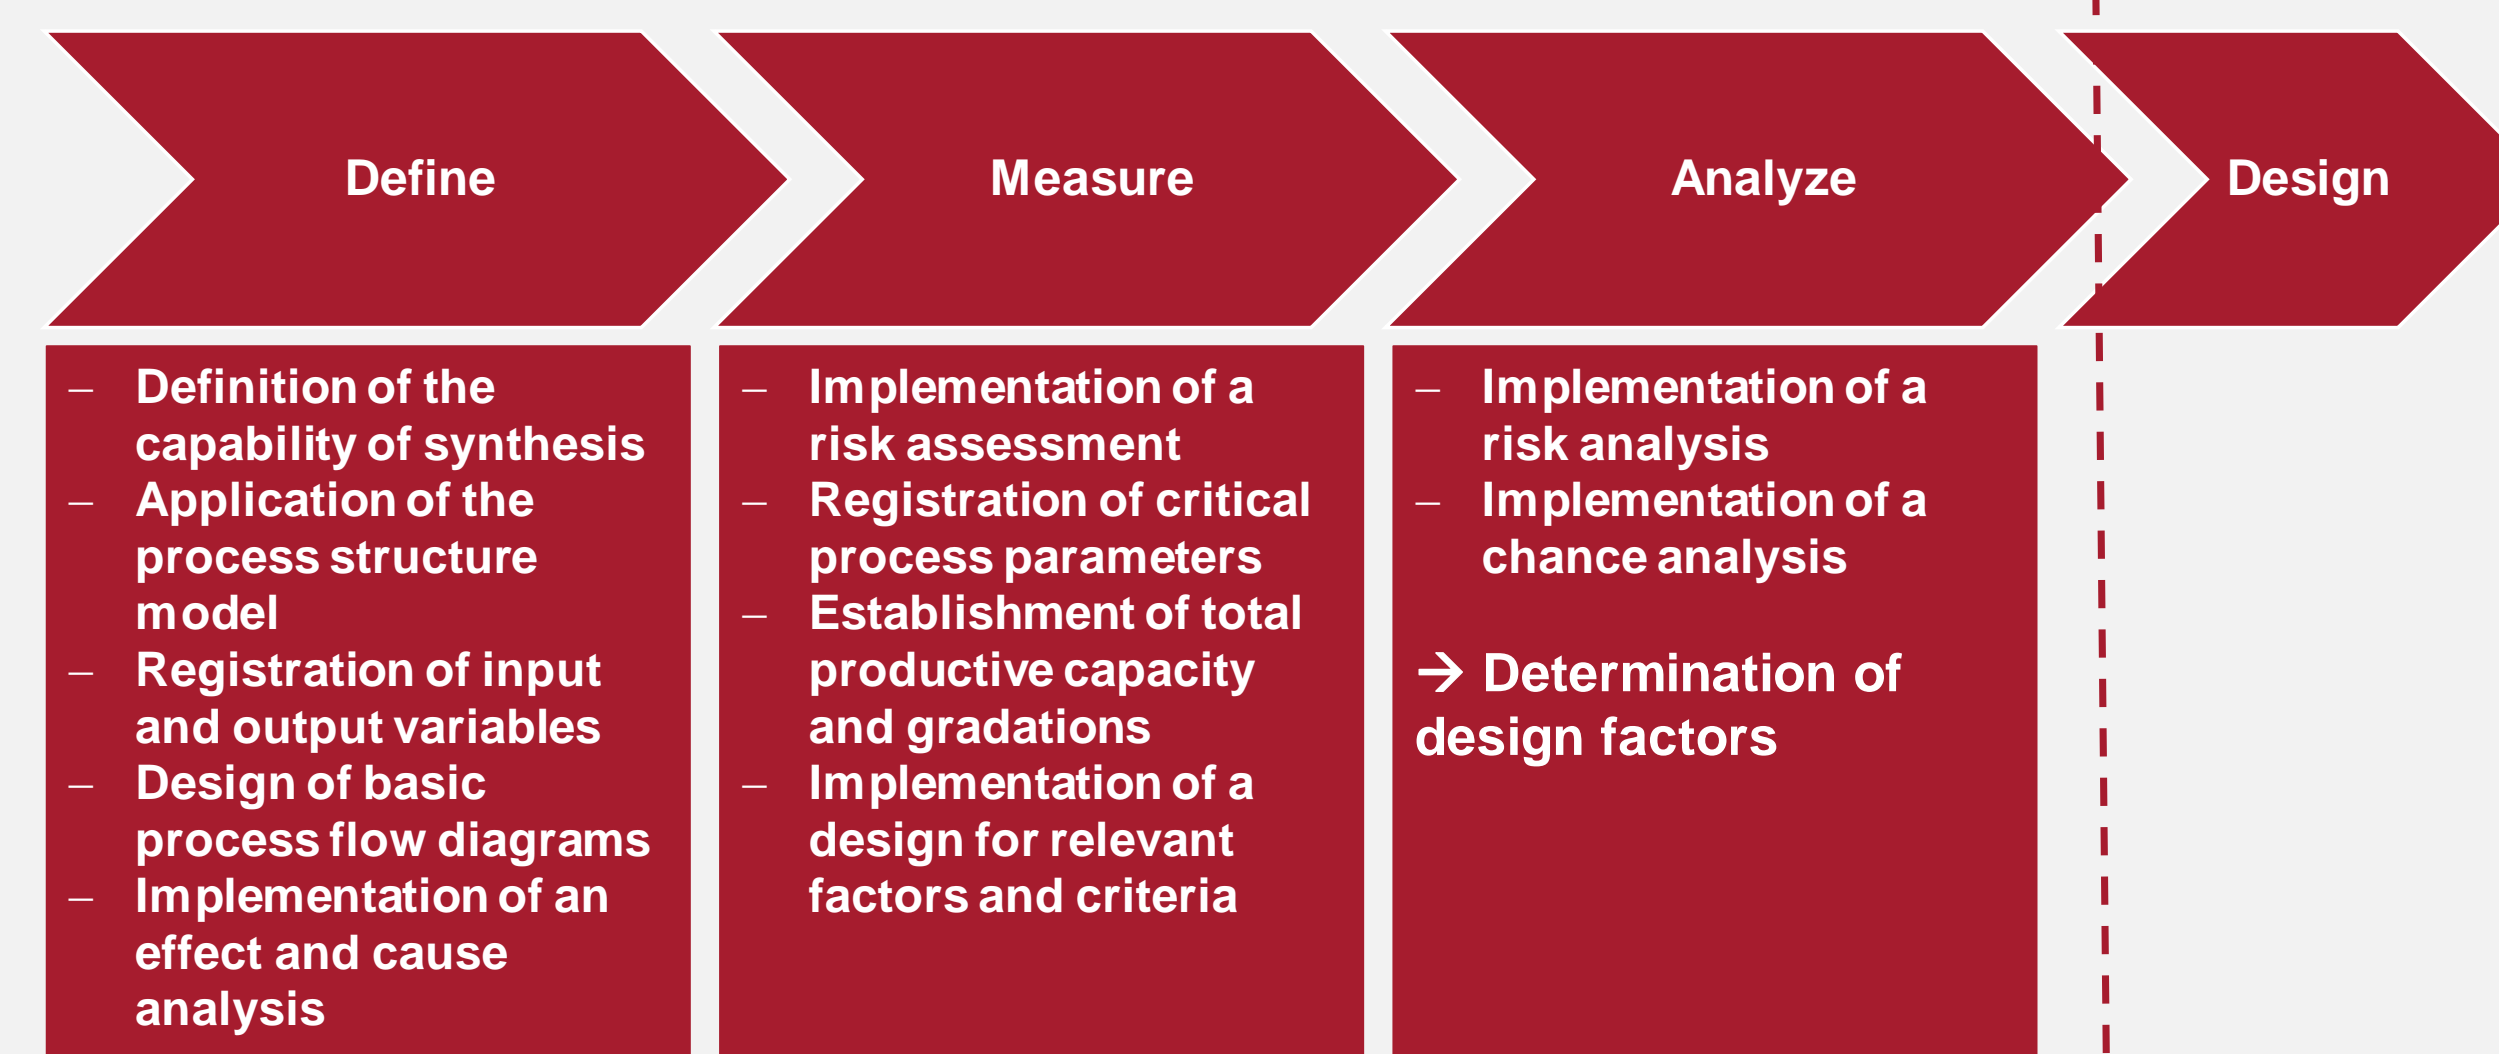 Define
Measure
Analyze
Design
– Definition of the
capability of synthesis
– Application of the
process structure
model
– Registration of input
and output variables
– Design of basic
process flow diagrams
– Implementation of an
effect and cause
analysis
– Implementation of a
risk assessment
– Registration of critical
process parameters
– Establishment of total
productive capacity
and gradations
– Implementation of a
design for relevant
factors and criteria
– Implementation of a
risk analysis
– Implementation of a
chance analysis
→ Determination of
design factors